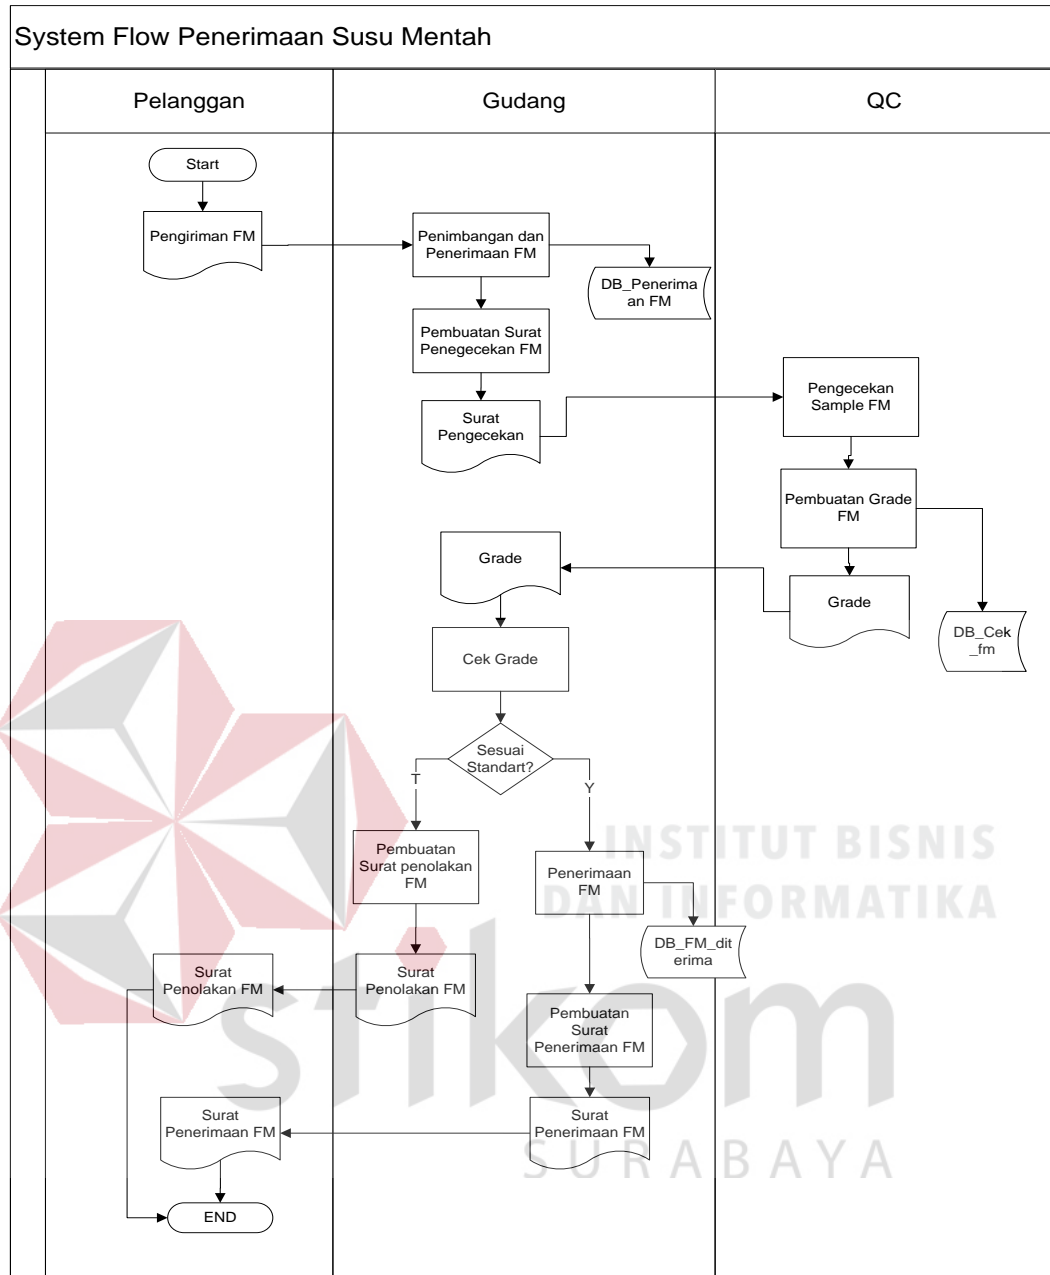 System Flow Penerimaan Susu Mentah
Pelanggan
Gudang
QC
Start
Pengiriman FM
Penimbangan dan
Penerimaan FM
DB_Penerima
an FM
Pembuatan Surat
Penegecekan FM
Surat
Pengecekan
Pengecekan
Sample FM
Pembuatan Grade
FM
Grade
Grade
DB_Cek
_fm
Cek Grade
Sesuai
Standart?
T
Y
Pembuatan
Surat penolakan
FM
Penerimaan
FM
DB_FM_dit
erima
Surat
Penolakan FM
Surat
Penolakan FM
Pembuatan
Surat
Penerimaan FM
Surat
Penerimaan FM
Surat
Penerimaan FM
END
INSTITUT BISNIS
DAN INFORMATIKA
stikom
SURABAYA